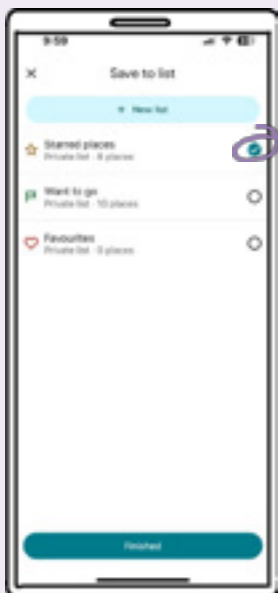 9:59
Save to list
+ New list
Starred places
Private list · 8 places
Want to go
Private list · 10 places
Favourites
Private list · 0 places
Finished